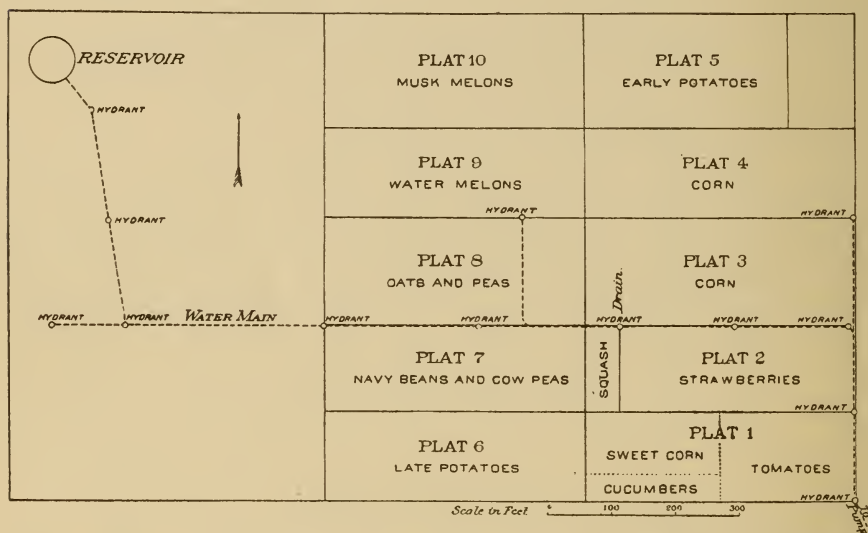 RESERVOIR
HYDRANT
HYDRANT
HYDRANT
HYDRANT
WATER MAIN
PLAT 10
MUSK MELONS
PLAT 5
EARLY POTATOES
PLAT 9
WATER MELONS
HYDRANT
PLAT 4
CORN
HYDRANT
PLAT 8
OATS AND PEAS
PLAT 3
CORN
Drain.
HYDRANT
HYDRANT
HYDRANT
HYDRANT
HYDRANT
PLAT 7
NAVY BEANS AND COW PEAS
SQUASH
PLAT 2
STRAWBERRIES
HYDRANT
PLAT 6
LATE POTATOES
PLAT 1
SWEET CORN
CUCUMBERS
TOMATOES
HYDRANT
Scale in Feet
0 100 200 300